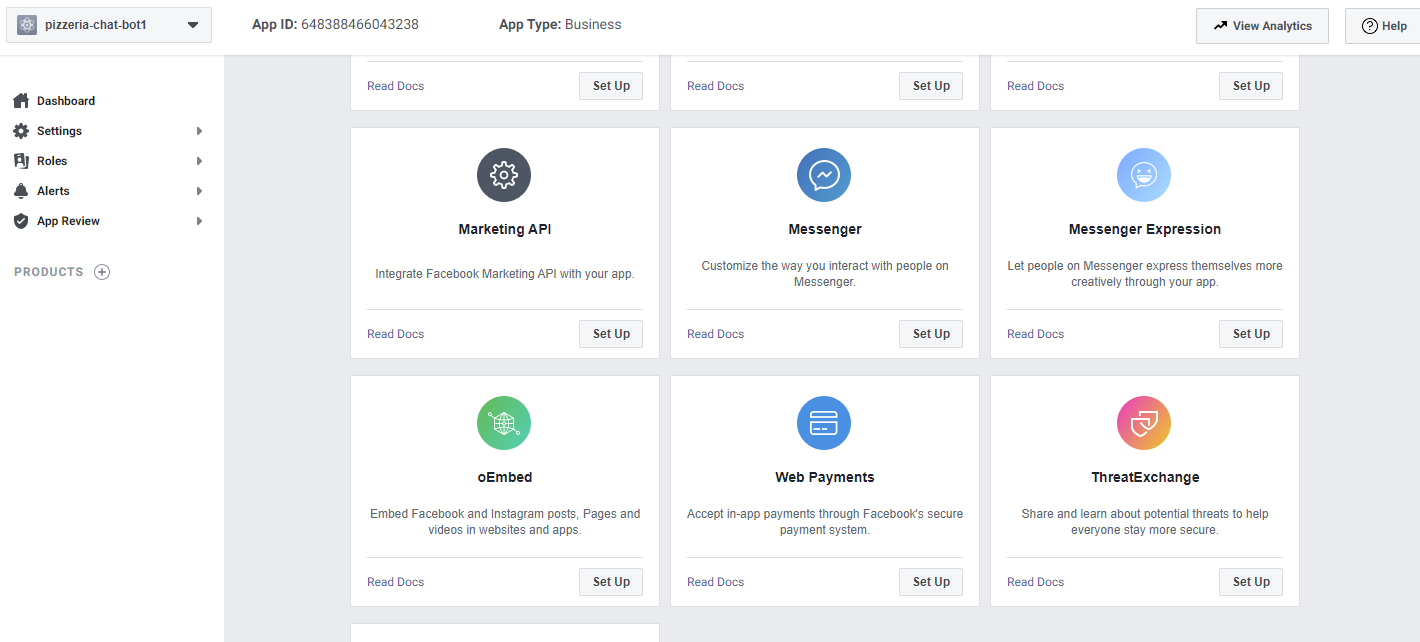 pizzeria-chat-bot1
App ID: 648388466043238
App Type: Business
View Analytics
Help
Dashboard
Settings
Roles
Alerts
App Review
PRODUCTS
Read Docs
Set Up
Read Docs
Set Up
Read Docs
Set Up
Marketing API
Integrate Facebook Marketing API with your app.
Read Docs
Set Up
Messenger
Customize the way you interact with people on
Messenger.
Read Docs
Set Up
Messenger Expression
Let people on Messenger express themselves more
creatively through your app.
Read Docs
Set Up
oEmbed
Embed Facebook and Instagram posts, Pages and
videos in websites and apps.
Read Docs
Set Up
Web Payments
Accept in-app payments through Facebook's secure
payment system.
Read Docs
Set Up
ThreatExchange
Share and learn about potential threats to help
everyone stay more secure.
Read Docs
Set Up